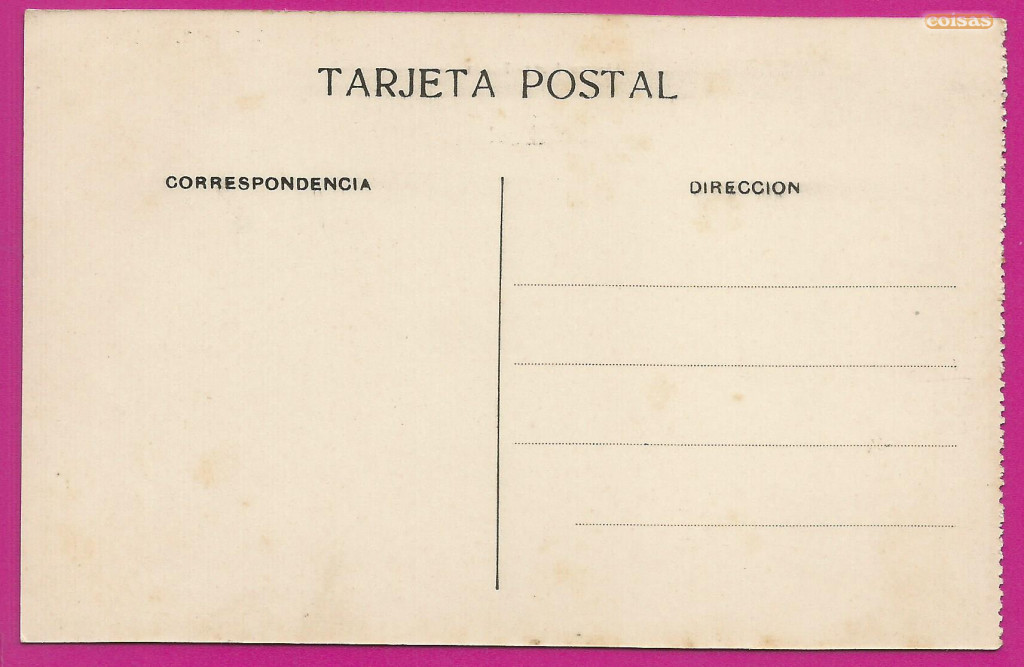 coisas
TARJETA POSTAL
CORRESPONDENCIA
DIRECCION